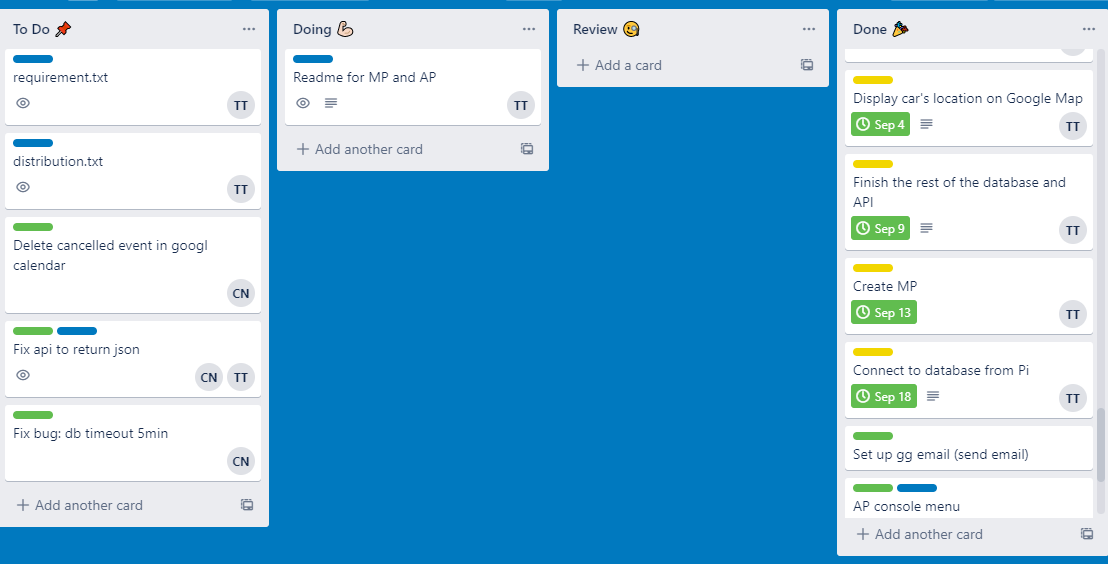 To Do 📌
requirement.txt
TT
distribution.txt
TT
Delete cancelled event in googl
calendar
CN
Fix api to return json
CN TT
Fix bug: db timeout 5min
CN
+ Add another card
Doing 💪
Readme for MP and AP
TT
+ Add another card
Review 🧐
+ Add a card
Done 🎉
Display car's location on Google Map
Sep 4
TT
Finish the rest of the database and
API
Sep 9
TT
Create MP
Sep 13
TT
Connect to database from Pi
Sep 18
TT
Set up gg email (send email)
AP console menu
+ Add another card